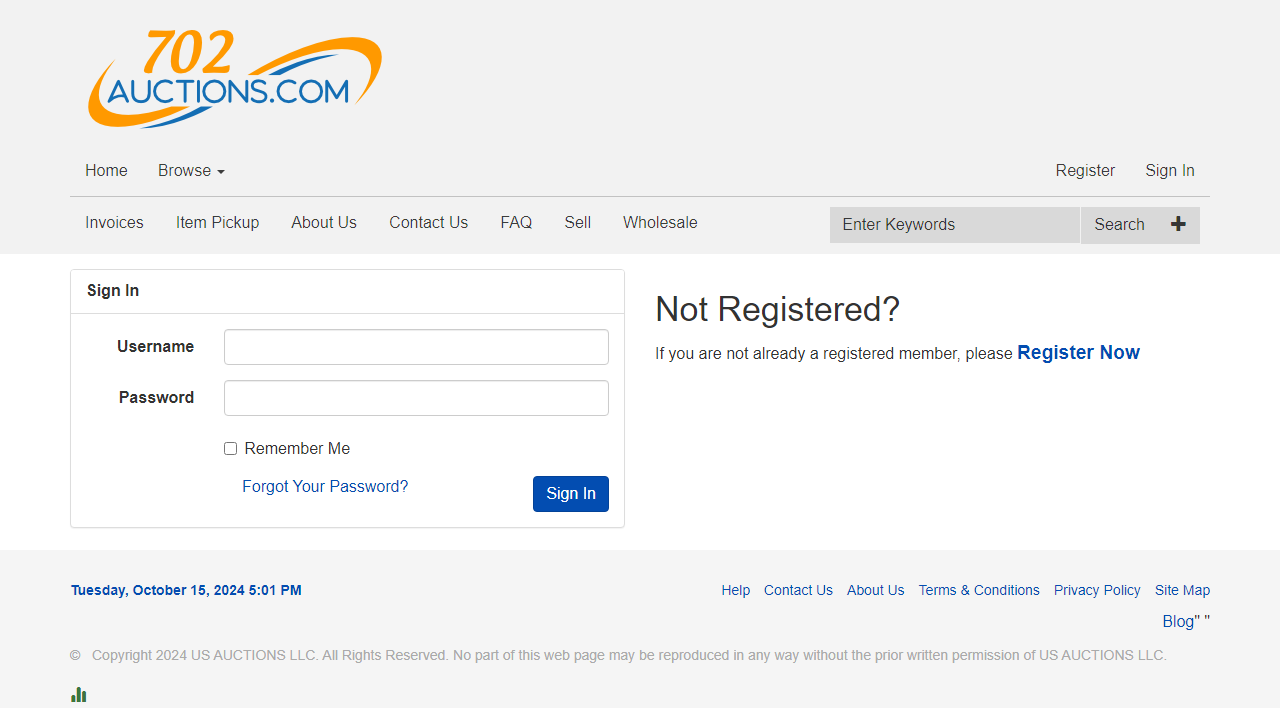 702
AUCTIONS.COM
Home Browse Register Sign In
Invoices Item Pickup About Us Contact Us FAQ Sell Wholesale Enter Keywords Search
Sign In
Username
Password
Remember Me
Forgot Your Password? Sign In
Not Registered?
If you are not already a registered member, please Register Now
Tuesday, October 15, 2024 5:01 PM Help Contact Us About Us Terms & Conditions Privacy Policy Site Map
Blog" "
© Copyright 2024 US AUCTIONS LLC. All Rights Reserved. No part of this web page may be reproduced in any way without the prior written permission of US AUCTIONS LLC.